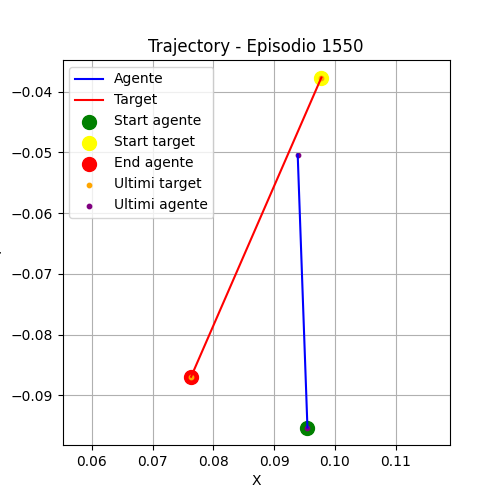 Trajectory - Episodio 1550
Agente
Target
Start agente
Start target
End agente
Ultimi target
Ultimi agente
−0.04
−0.05
−0.06
−0.07
−0.08
−0.09
0.06 0.07 0.08 0.09 0.10 0.11
X